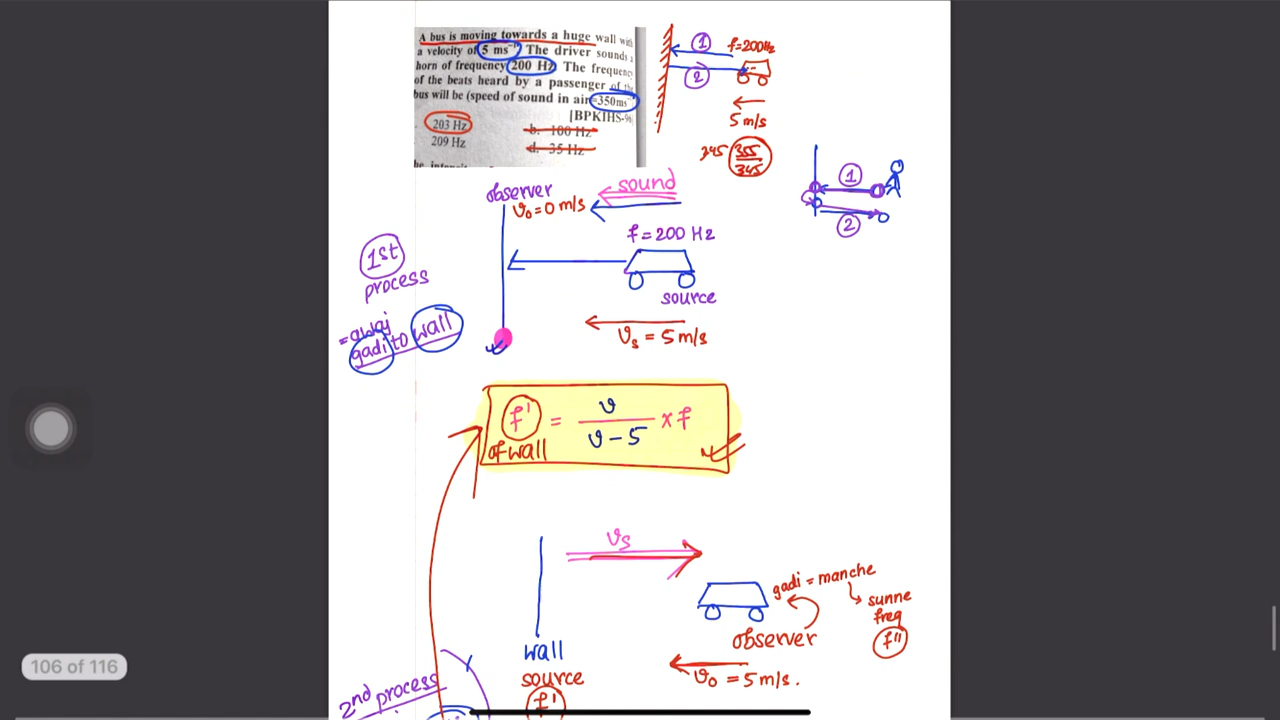 A bus is moving towards a huge wall with
a velocity of 5 ms⁻¹ The driver sounds a
horn of frequency 200 Hz The frequency
of the beats heard by a passenger of the
bus will be (speed of sound in air=350ms⁻¹
[BPKIHS-
203 Hz
b. 100 Hz
209 Hz
d. 35 Hz
1
f=200Hz
2
5 m/s
345
355
345
observer
v₀=0 m/s
sound
1
2
f=200 HZ
source
vₛ = 5 m/s
1st
process
=awaj
gadi to wall
f' = v / v-5 x f
of wall
vₛ
gadi = manche
sunne
freq
f"
observer
v₀ = 5 m/s.
wall
source
f'
2nd process
106 of 116